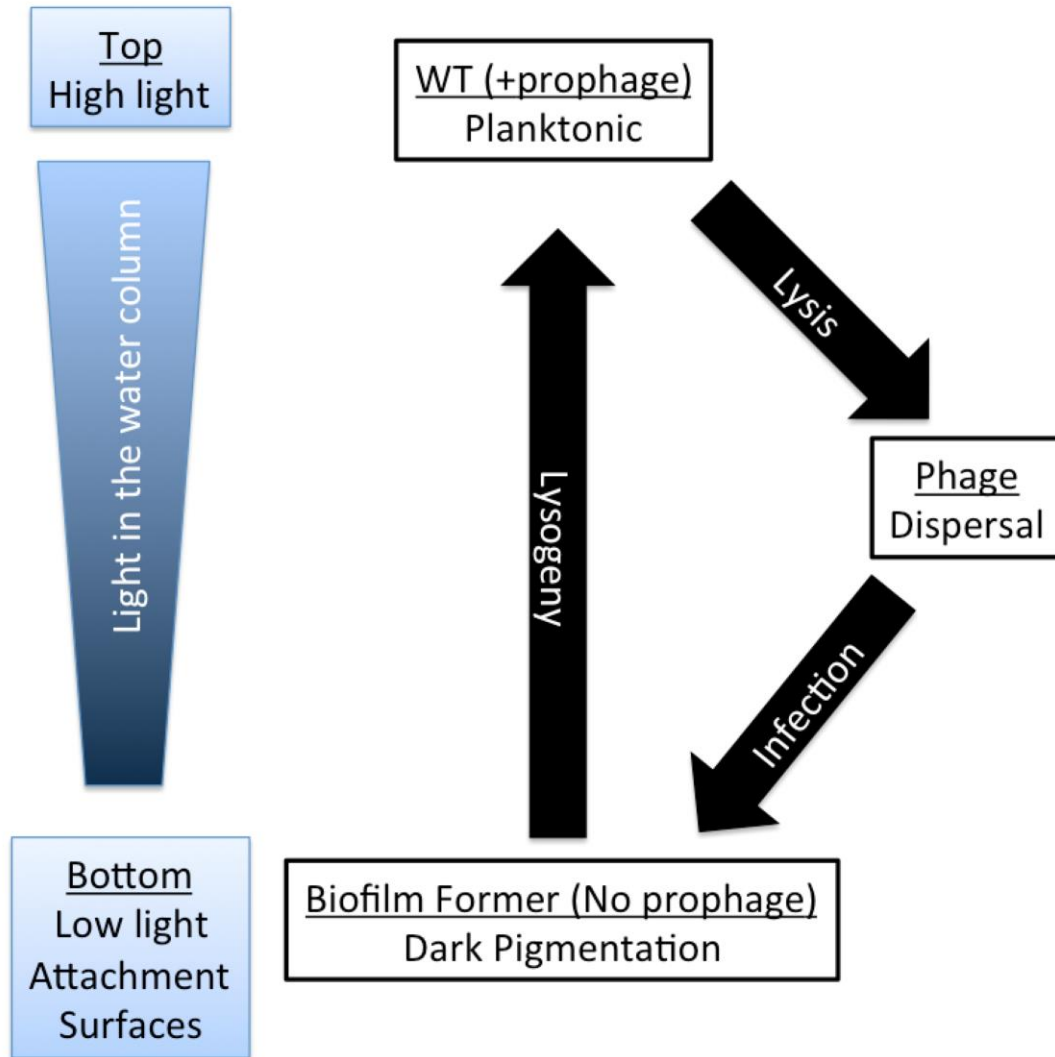 Top
High light
Light in the water column
Bottom
Low light
Attachment
Surfaces
WT (+prophage)
Planktonic
Lysis
Phage
Dispersal
Infection
Lysogeny
Biofilm Former (No prophage)
Dark Pigmentation